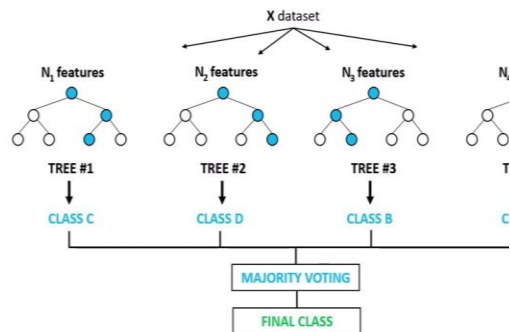 X dataset
N₁ features N₂ features N₃ features N
TREE #1 TREE #2 TREE #3 T
CLASS C CLASS D CLASS B C
MAJORITY VOTING
FINAL CLASS